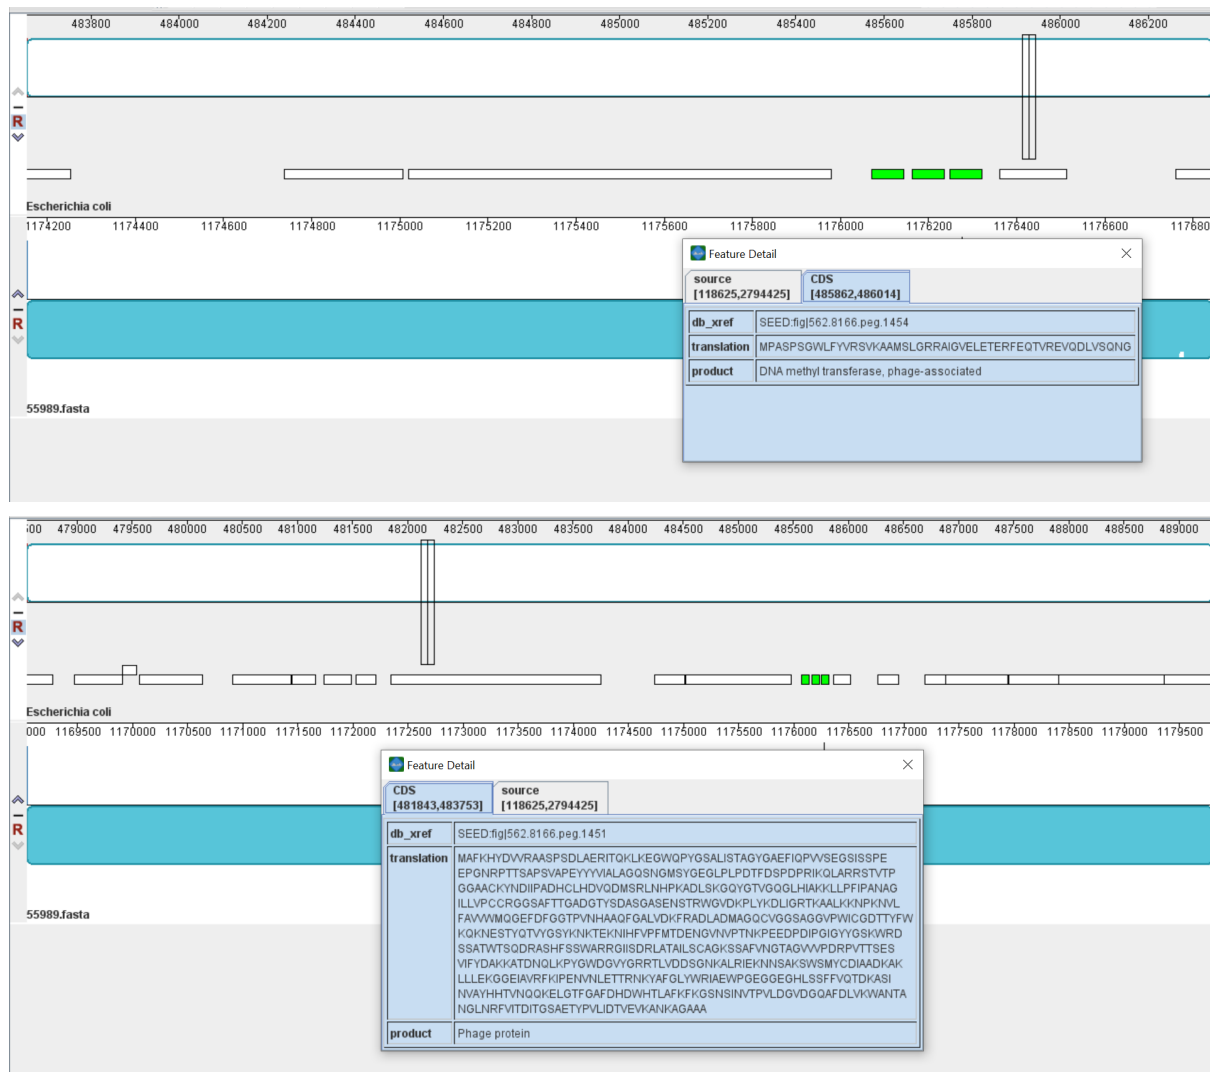 483800 484000 484200 484400 484600 484800 485000 485200 485400 485600 485800 486000 486200
R
Escherichia coli
1174200 1174400 1174600 1174800 1175000 1175200 1175400 1175600 1175800 1176000 1176200 1176400 1176600 117680
Feature Detail
source
[118625,2794425]
CDS
[485862,486014]
db_xref SEED:fig|562.8166.peg.1454
translation MPASPSGWLFYVRSVKAAMSLGRRAIGVELETERFEQTVREVQDLVSQNG
product DNA methyl transferase, phage-associated
R
55989.fasta
500 479000 479500 480000 480500 481000 481500 482000 482500 483000 483500 484000 484500 485000 485500 486000 486500 487000 487500 488000 488500 489000
R
Escherichia coli
000 1169500 1170000 1170500 1171000 1171500 1172000 1172500 1173000 1173500 1174000 1174500 1175000 1175500 1176000 1176500 1177000 1177500 1178000 1178500 1179000 1179500
Feature Detail
CDS
[481843,483753]
source
[118625,2794425]
db_xref SEED:fig|562.8166.peg.1451
translation MAFKHYDVVRAASPSDLAERITQKLKEGWQPYGSALISTAGYGAEFIQPVVSEGSISSPE
EPGNRPTTSAPSVAPEYYYVIALAGQSNGMSYGEGLPLPDTFDSPDPRIKQLARRSTVTP
GGAACKYNDIIPADHCLHDVQDMSRLNHPKADLSKGQYGTVGQGLHIAKKLLPFIPANAG
ILLVPCCRGGSAFTTGADGTYSDASGASENSTRWGVDKPLYKDLIGRTKAALKKNPKNVL
FAVVWMQGEFDFGGTPVNHAAQFGALVDKFRADLADMAGQCVGGSAGGVPWICGDTTYFW
KQKNESTYQTVYGSYKNKTEKNIHFVPFMTDENGVNVPTNKPEEDPDIPGIGYYGSKWRD
SSATWTSQDRASHFSSWARRGIISDRLATAILSCAGKSSAFVNGTAGVVVPDRPVTTSES
VIFYDAKKATDNQLKPYGWDGVYGRRTLVDDSGNKALRIEKNNSAKSWSMYCDIAADKAK
LLLEKGGEIAVRFKIPENVNLETTRNKYAFGLYWRIAEWPGEGGEGHLSSFFVQTDKASI
NVAYHHTVNQQKELGTFGAFDHDWHTLAFKFKGSNSINVTPVLDGVDGQAFDLVKWANTA
NGLNRFVITDITGSAETYPVLIDTVEVKANKAGAAA
product Phage protein
R
55989.fasta